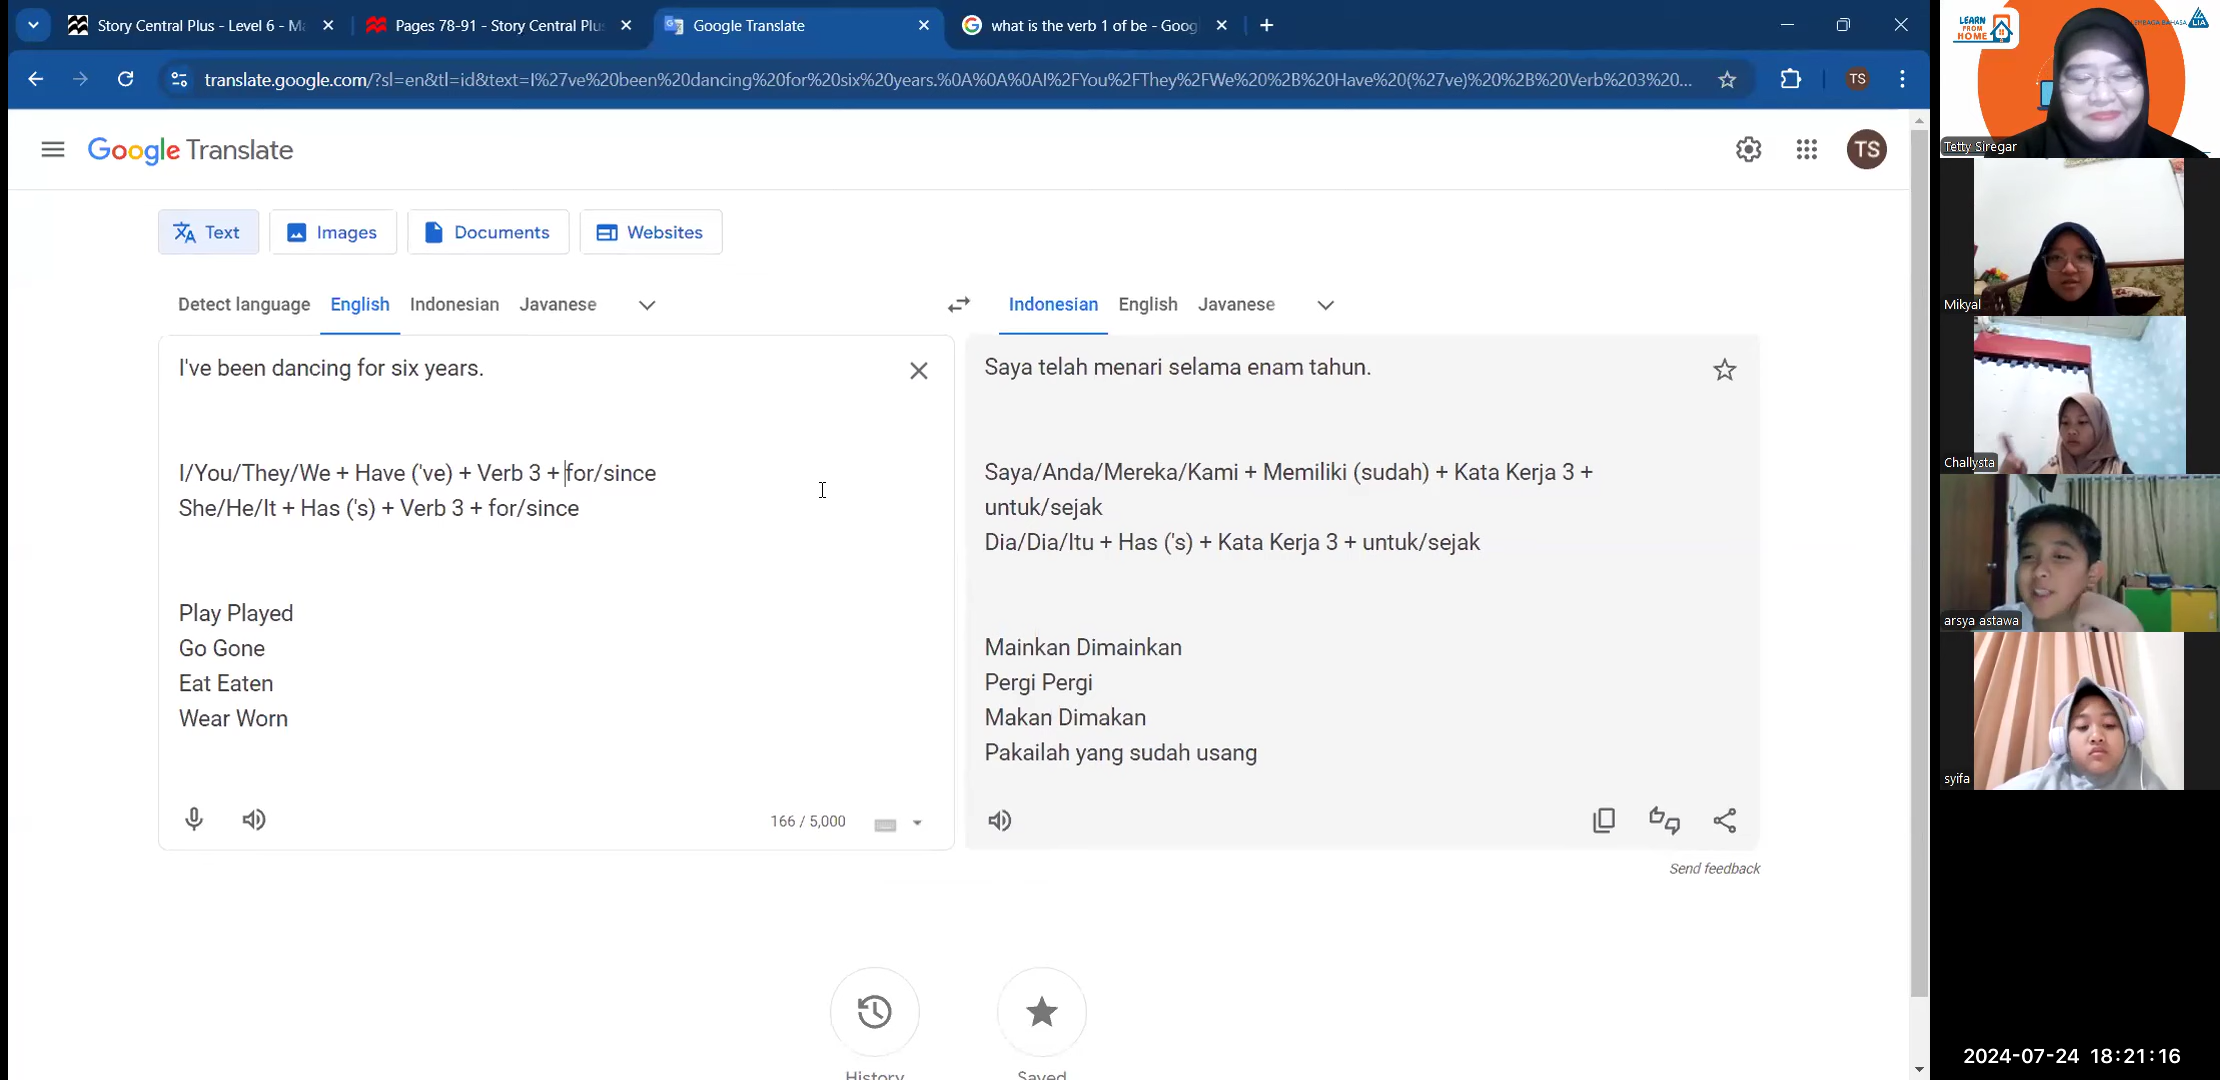 Story Central Plus - Level 6 - Ma
Pages 78-91 - Story Central Plus
Google Translate
what is the verb 1 of be - Goog
translate.google.com/?sl=en&tl=id&text=I%27ve%20been%20dancing%20for%20six%20years.%0A%0A%0AI%2FYou%2FThey%2FWe%20%2B%20Have%20(%27ve)%20%2B%20Verb%203%20...
TS
Google Translate
TS
Text
Images
Documents
Websites
Detect language
English
Indonesian
Javanese
Indonesian
English
Javanese
I've been dancing for six years.
I/You/They/We + Have ('ve) + Verb 3 + for/since
She/He/It + Has ('s) + Verb 3 + for/since
Play Played
Go Gone
Eat Eaten
Wear Worn
166 / 5,000
Saya telah menari selama enam tahun.
Saya/Anda/Mereka/Kami + Memiliki (sudah) + Kata Kerja 3 +
untuk/sejak
Dia/Dia/Itu + Has ('s) + Kata Kerja 3 + untuk/sejak
Mainkan Dimainkan
Pergi Pergi
Makan Dimakan
Pakailah yang sudah usang
Send feedback
History
Saved
LEARN
FROM
HOME
LEMBAGA BAHASA LIA
Tetty Siregar
Mikyal
Challysta
arsya astawa
syifa
2024-07-24 18:21:16